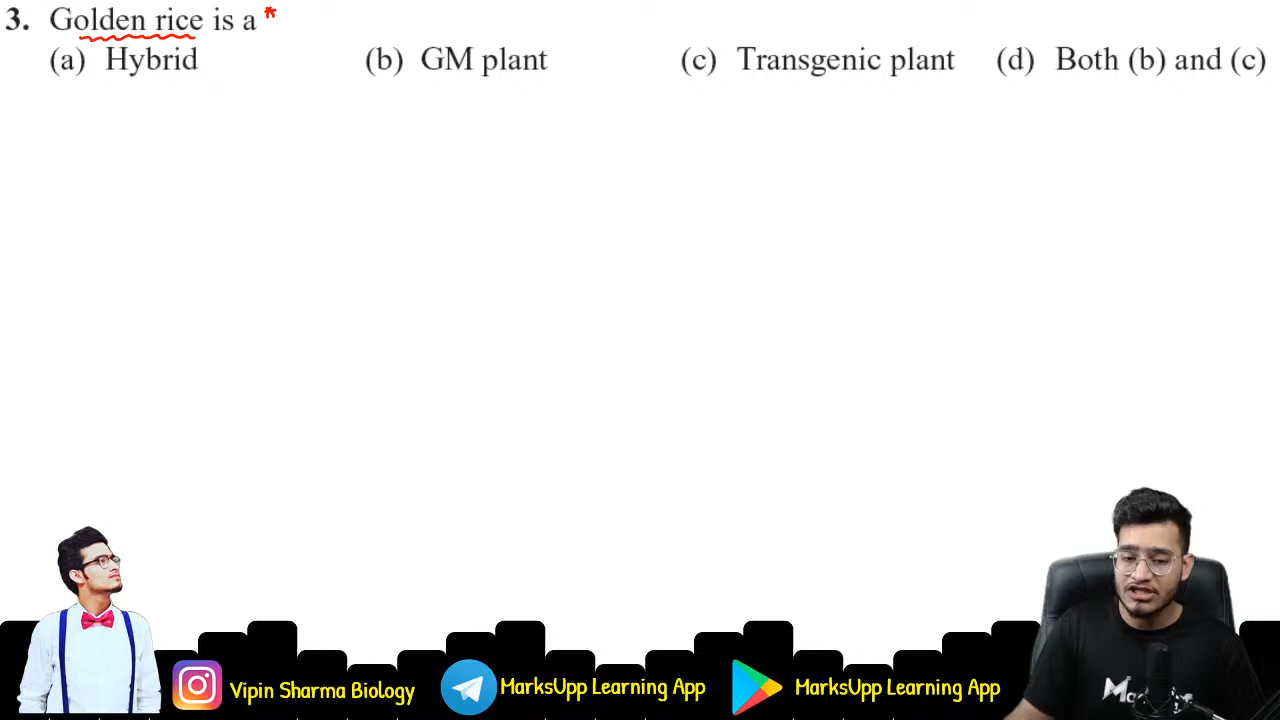 3. Golden rice is a *
(a) Hybrid (b) GM plant (c) Transgenic plant (d) Both (b) and (c)
Vipin Sharma Biology MarksUpp Learning App MarksUpp Learning App